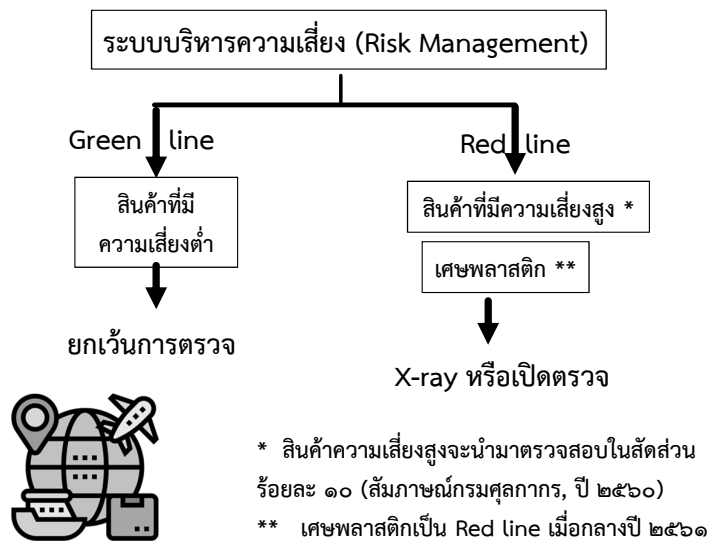 ระบบบริหารความเสี่ยง (Risk Management)
Green line
Red line
สินค้าที่มี
ความเสี่ยงต่ำ
สินค้าที่มีความเสี่ยงสูง *
เศษพลาสติก **
ยกเว้นการตรวจ
X-ray หรือเปิดตรวจ
* สินค้าความเสี่ยงสูงจะนำมาตรวจสอบในสัดส่วน
ร้อยละ ๑๐ (สัมภาษณ์กรมศุลกากร, ปี ๒๕๖๐)
** เศษพลาสติกเป็น Red line เมื่อกลางปี ๒๕๖๑